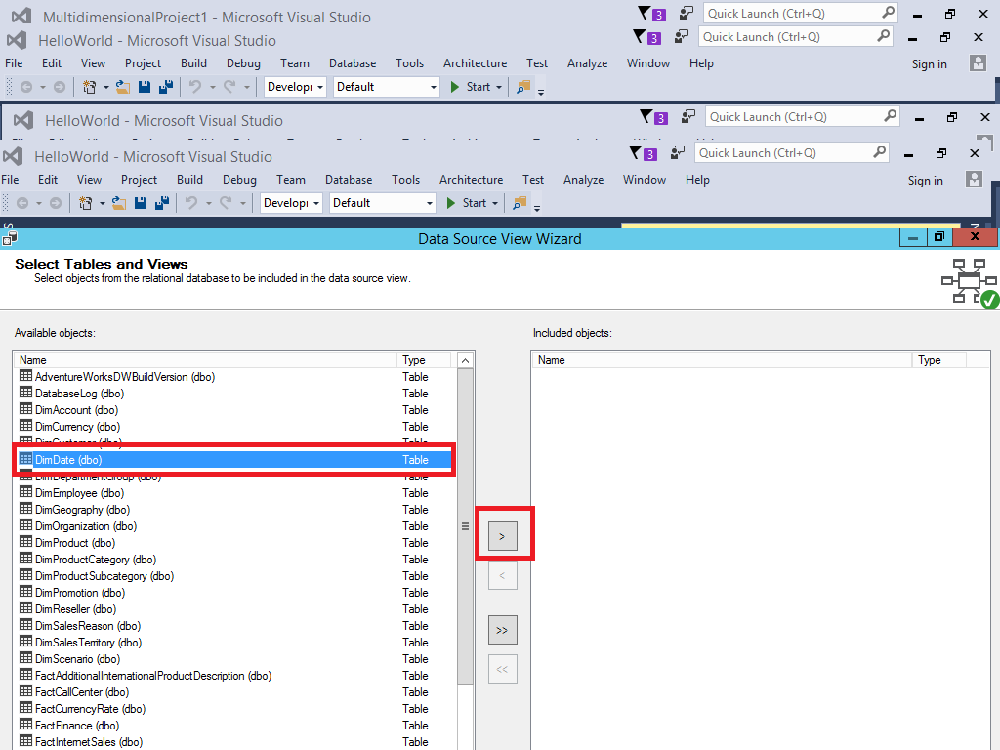 MultidimensionalProject1 - Microsoft Visual Studio 3 Quick Launch (Ctrl+Q)
HelloWorld - Microsoft Visual Studio 3 Quick Launch (Ctrl+Q)
File Edit View Project Build Debug Team Database Tools Architecture Test Analyze Window Help Sign in
Develop Default Start
HelloWorld - Microsoft Visual Studio 3 Quick Launch (Ctrl+Q)
HelloWorld - Microsoft Visual Studio 3 Quick Launch (Ctrl+Q)
File Edit View Project Build Debug Team Database Tools Architecture Test Analyze Window Help Sign in
Develop Default Start
Data Source View Wizard
Select Tables and Views
Select objects from the relational database to be included in the data source view.
Available objects: Included objects:
Name Type Name Type
AdventureWorksDWBuildVersion (dbo) Table
DatabaseLog (dbo) Table
DimAccount (dbo) Table
DimCurrency (dbo) Table
DimCustomer (dbo)
DimDate (dbo) Table
DimDepartmentGroup (dbo) Table
DimEmployee (dbo) Table
DimGeography (dbo) Table
DimOrganization (dbo) Table
DimProduct (dbo) Table
DimProductCategory (dbo) Table
DimProductSubcategory (dbo) Table
DimPromotion (dbo) Table
DimReseller (dbo) Table
DimSalesReason (dbo) Table
DimSalesTerritory (dbo) Table
DimScenario (dbo) Table
FactAdditionalInternationalProductDescription (dbo) Table
FactCallCenter (dbo) Table
FactCurrencyRate (dbo) Table
FactFinance (dbo) Table
FactInternetSales (dbo) Table
>
<
>>
<<